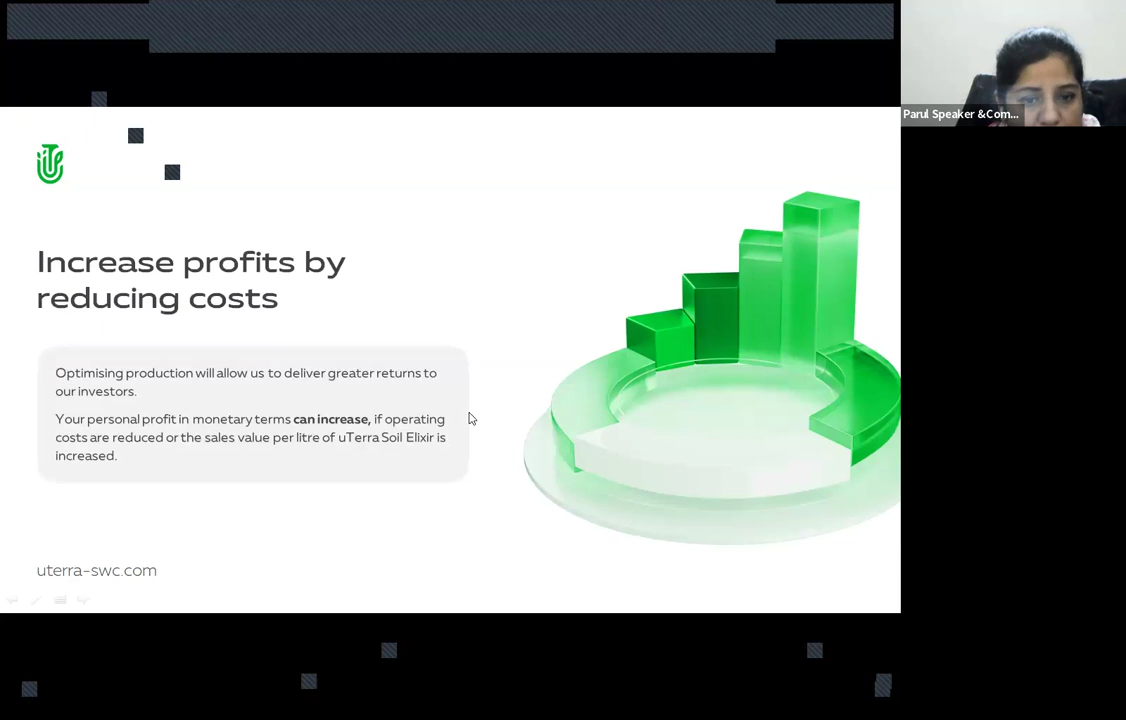 Parul Speaker &Com...
Increase profits by
reducing costs
Optimising production will allow us to deliver greater returns to
our investors.
Your personal profit in monetary terms can increase, if operating
costs are reduced or the sales value per litre of uTerra Soil Elixir is
increased.
uterra-swc.com